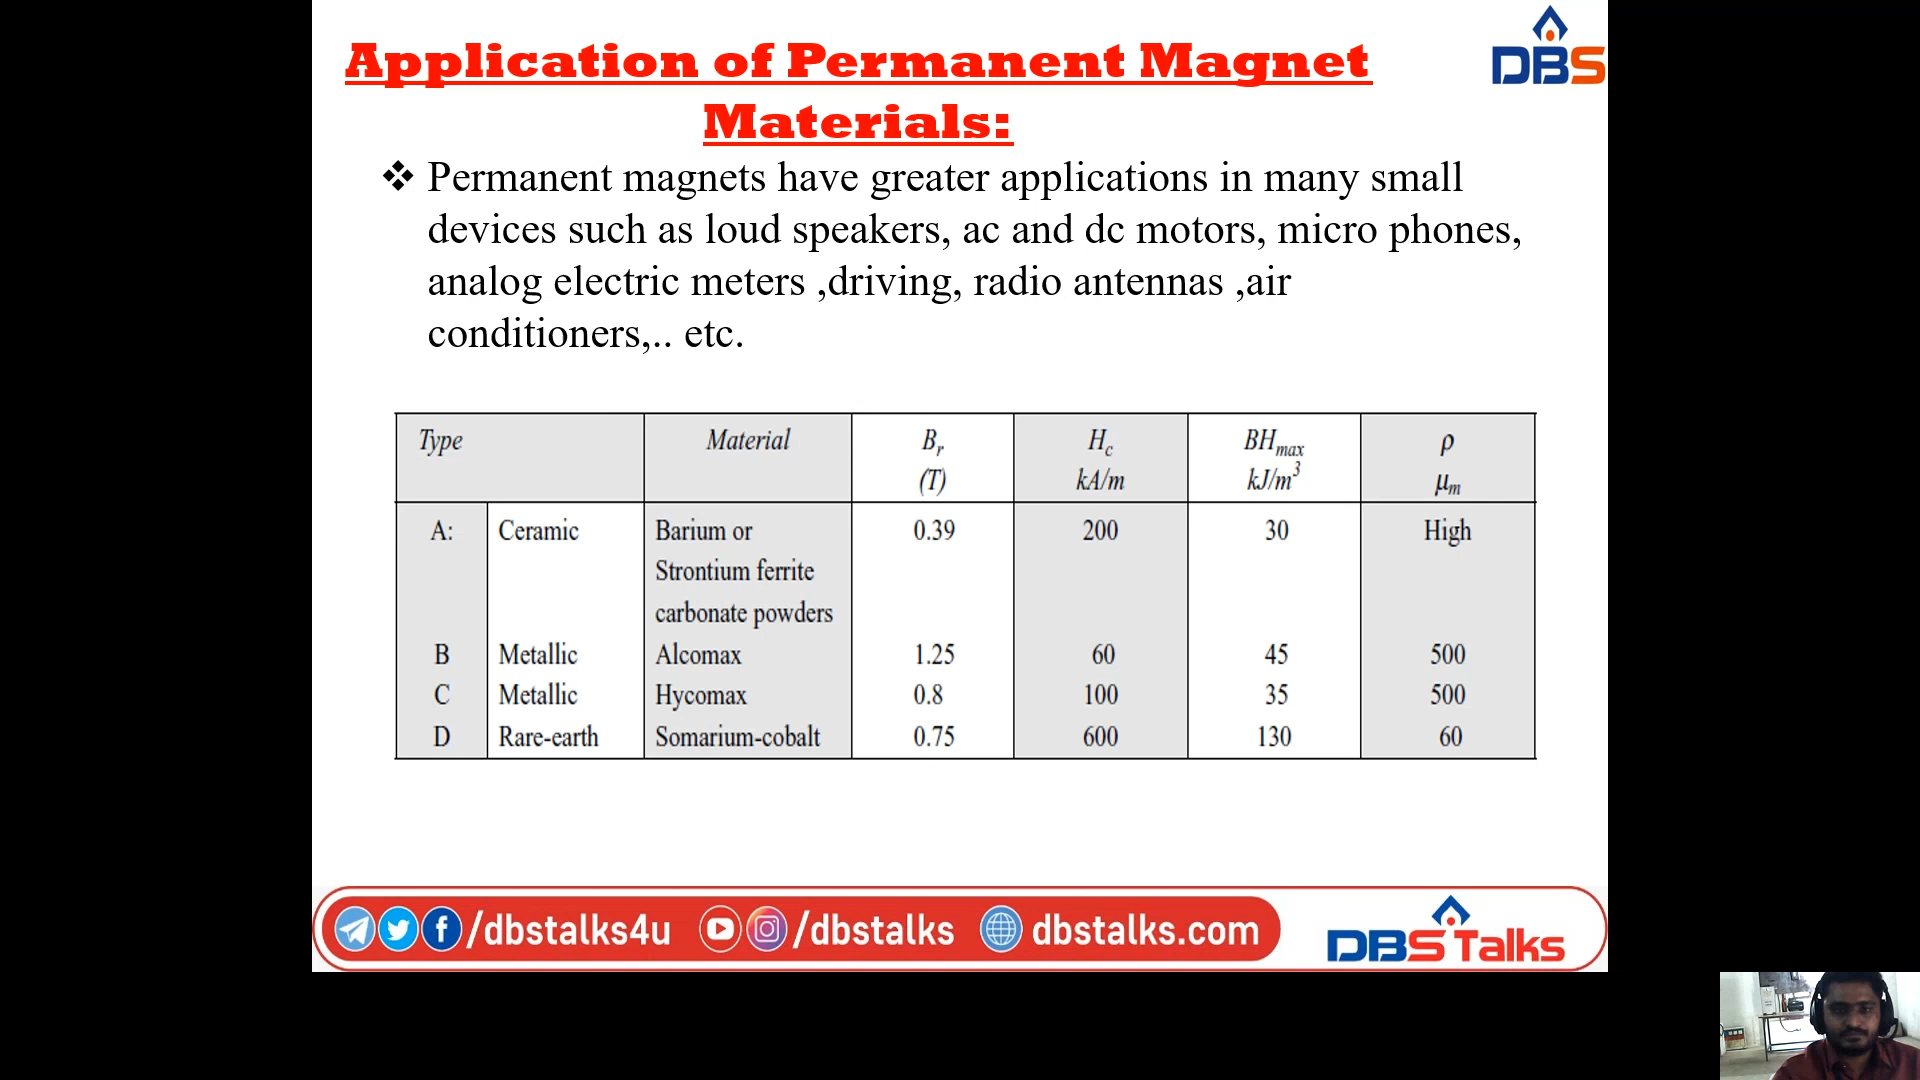 Application of Permanent Magnet
Materials:
DBS
❖ Permanent magnets have greater applications in many small
devices such as loud speakers, ac and dc motors, micro phones,
analog electric meters ,driving, radio antennas ,air
conditioners,.. etc.
Type Material Br Hc BHmax ρ
(T) kA/m kJ/m³ μm
A: Ceramic Barium or 0.39 200 30 High
Strontium ferrite
carbonate powders
B Metallic Alcomax 1.25 60 45 500
C Metallic Hycomax 0.8 100 35 500
D Rare-earth Somarium-cobalt 0.75 600 130 60
/dbstalks4u /dbstalks dbstalks.com DBS Talks